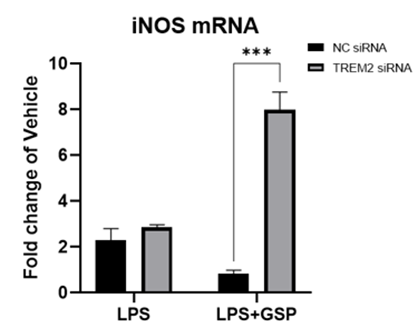 iNOS mRNA
***
NC siRNA
TREM2 siRNA
Fold change of Vehicle
10
8
6
4
2
0
LPS
LPS+GSP